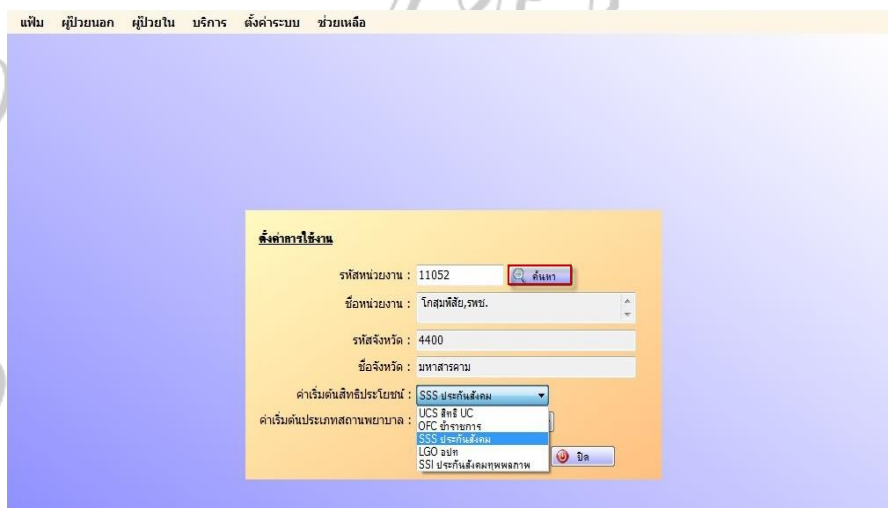 แฟ้ม ผู้ป่วยนอก ผู้ป่วยใน บริการ ตั้งค่าระบบ ช่วยเหลือ
ตั้งค่าการใช้งาน
รหัสหน่วยงาน : 11052 ค้นหา
ชื่อหน่วยงาน : โกสุมพิสัย,รพช.
รหัสจังหวัด : 4400
ชื่อจังหวัด : มหาสารคาม
ค่าเริ่มต้นสิทธิประโยชน์ : SSS ประกันสังคม
ค่าเริ่มต้นประเภทสถานพยาบาล :
UCS สิทธิ UC
OFC ข้าราชการ
SSS ประกันสังคม
LGO อปท
SSI ประกันสังคมทุพพลภาพ
ปิด